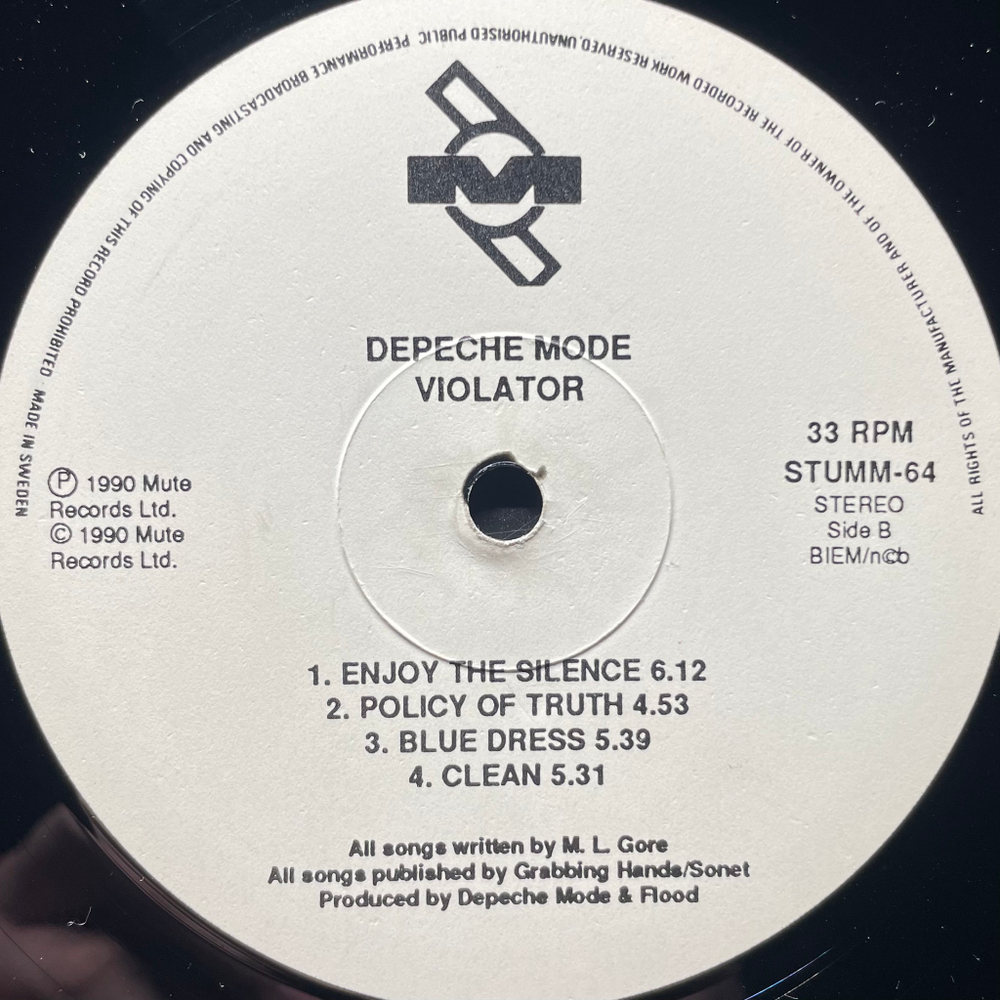 ALL RIGHTS OF THE MANUFACTURER AND OF THE OWNER OF THE RECORDED WORK RESERVED. UNAUTHORISED PUBLIC PERFORMANCE BROADCASTING AND COPYING OF THIS RECORD PROHIBITED MADE IN SWEDEN
M
DEPECHE MODE
VIOLATOR
33 RPM
STUMM-64
STEREO
Side B
BIEM/n©b
℗ 1990 Mute
Records Ltd.
© 1990 Mute
Records Ltd.
1. ENJOY THE SILENCE 6.12
2. POLICY OF TRUTH 4.53
3. BLUE DRESS 5.39
4. CLEAN 5.31
All songs written by M. L. Gore
All songs published by Grabbing Hands/Sonet
Produced by Depeche Mode & Flood